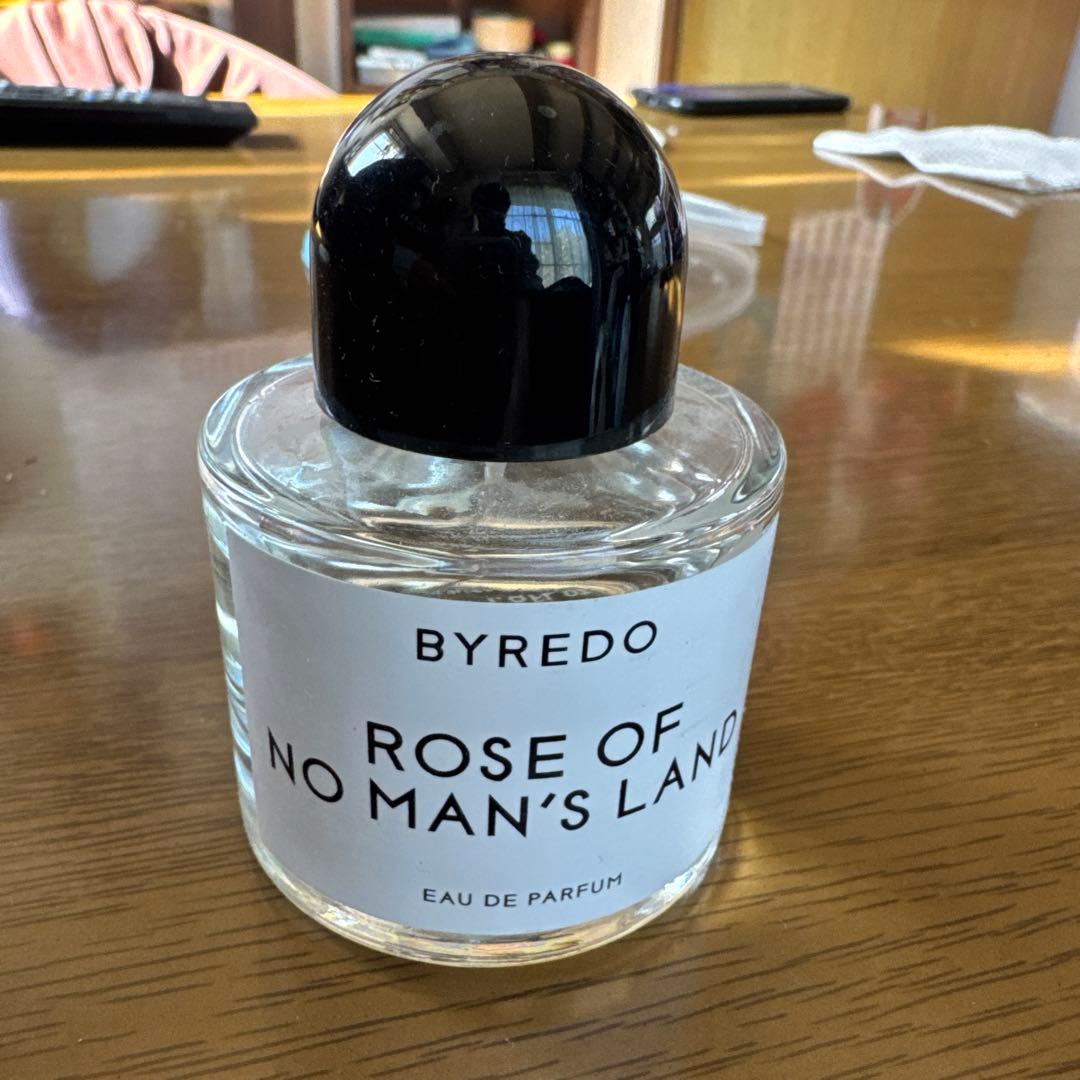 BYREDO
ROSE OF
NO MAN'S LAND
EAU DE PARFUM